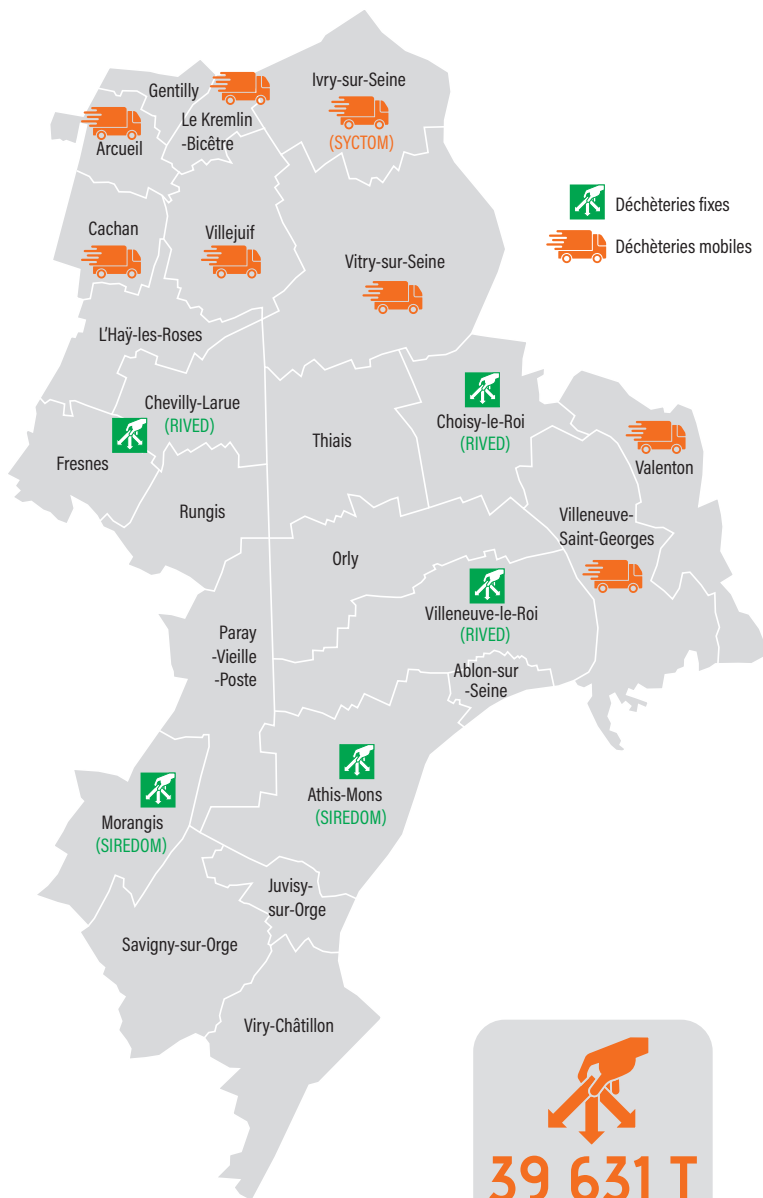 Gentilly
Ivry-sur-Seine
(SYCTOM)
Le Kremlin
-Bicêtre
Arcueil
Cachan
Villejuif
Vitry-sur-Seine
Déchèteries fixes
Déchèteries mobiles
L'Haÿ-les-Roses
Chevilly-Larue
(RIVED)
Fresnes
Thiais
Choisy-le-Roi
(RIVED)
Valenton
Rungis
Villeneuve-
Saint-Georges
Orly
Villeneuve-le-Roi
(RIVED)
Paray
-Vieille
-Poste
Ablon-sur
-Seine
Morangis
(SIREDOM)
Athis-Mons
(SIREDOM)
Juvisy-
sur-Orge
Savigny-sur-Orge
Viry-Châtillon
39 631 T